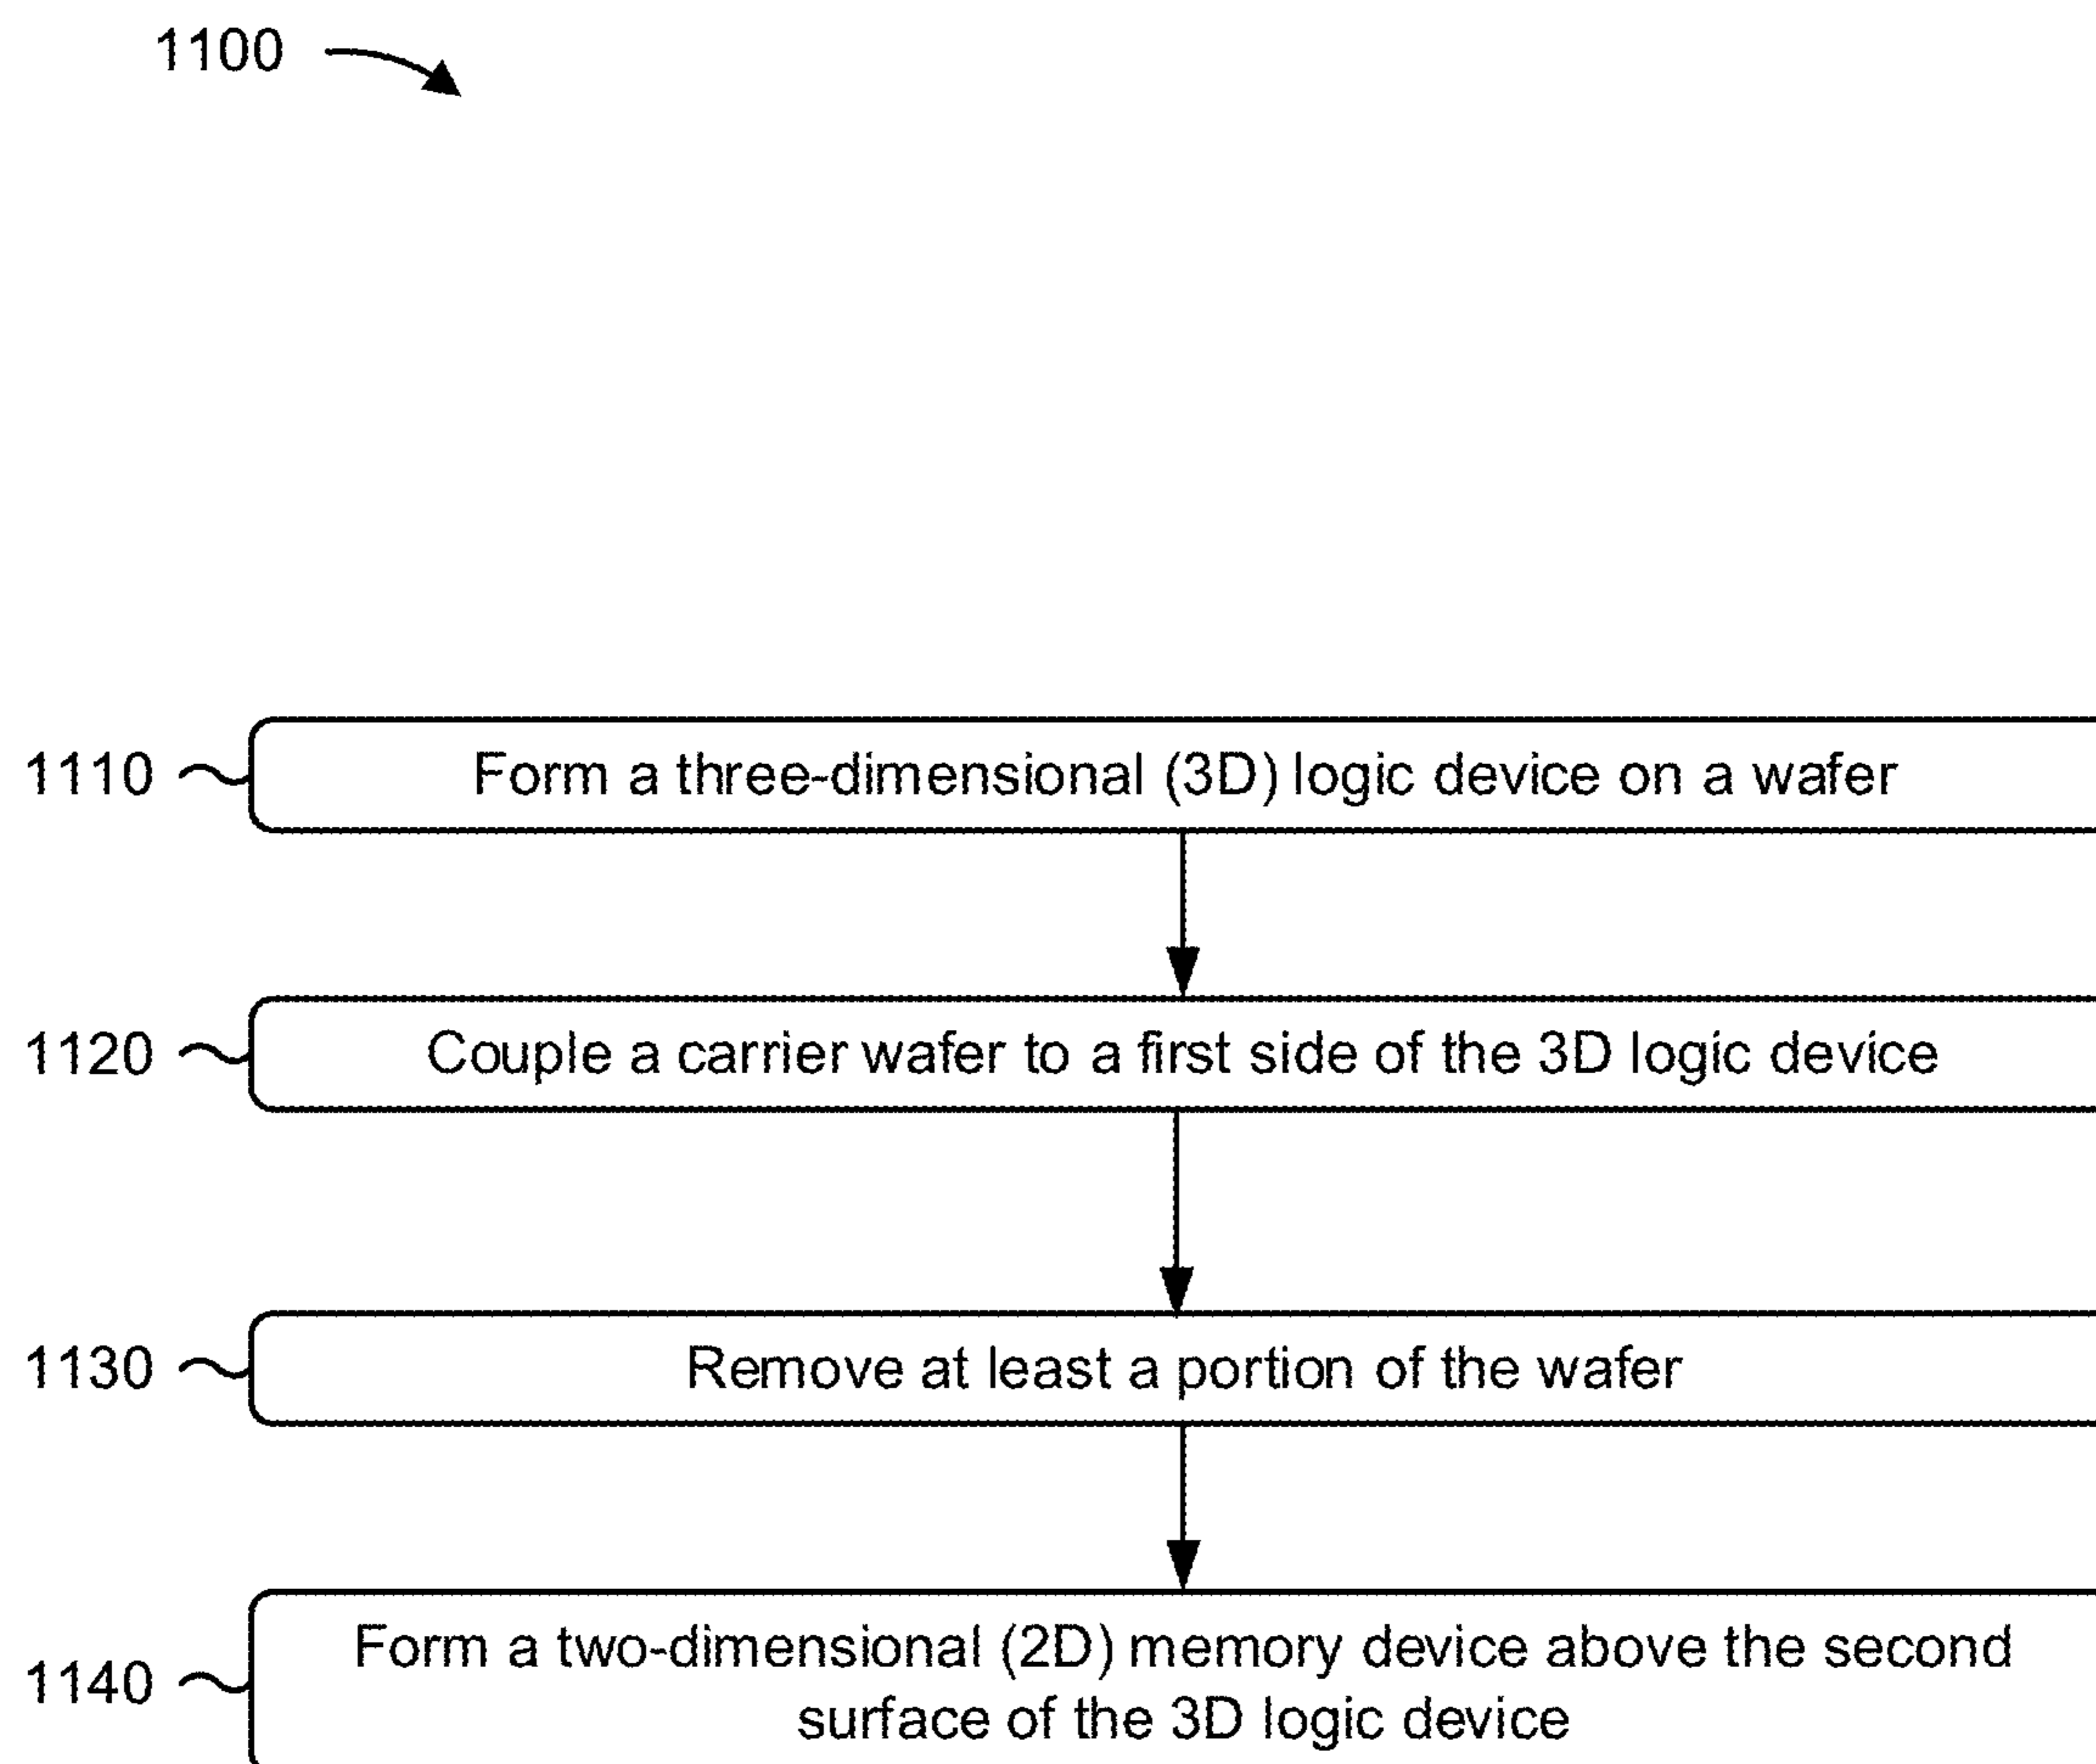 1100
1110
Form a three-dimensional (3D) logic device on a wafer
1120
Couple a carrier wafer to a first side of the 3D logic device
1130
Remove at least a portion of the wafer
1140
Form a two-dimensional (2D) memory device above the second
surface of the 3D logic device